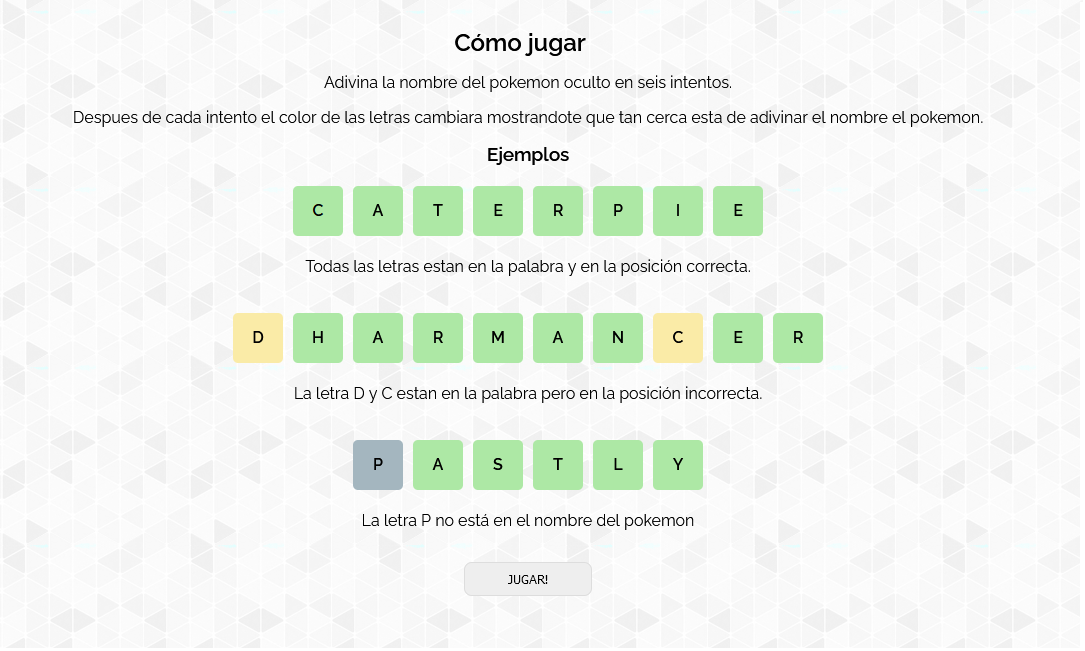 Cómo jugar
Adivina la nombre del pokemon oculto en seis intentos.
Despues de cada intento el color de las letras cambiara mostrandote que tan cerca esta de adivinar el nombre el pokemon.
Ejemplos
C A T E R P I E
Todas las letras estan en la palabra y en la posición correcta.
D H A R M A N C E R
La letra D y C estan en la palabra pero en la posición incorrecta.
P A S T L Y
La letra P no está en el nombre del pokemon
JUGAR!